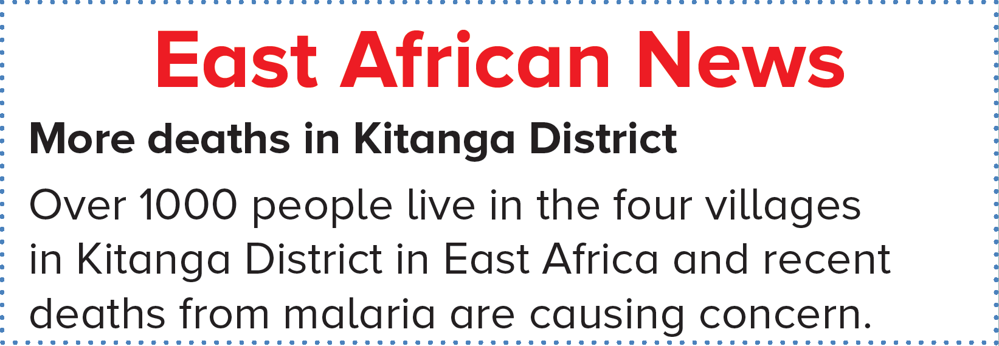 East African News
More deaths in Kitanga District
Over 1000 people live in the four villages
in Kitanga District in East Africa and recent
deaths from malaria are causing concern.